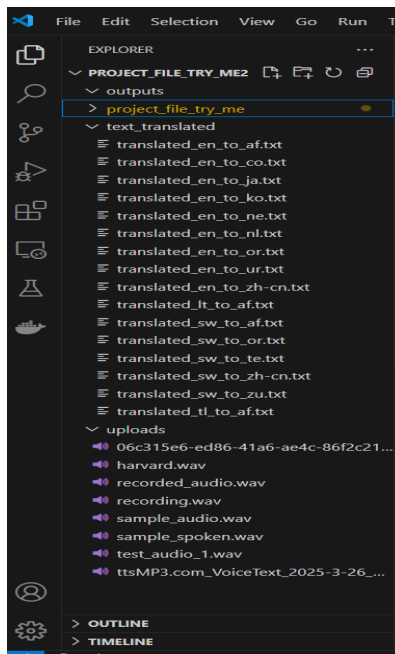 File Edit Selection View Go Run
EXPLORER ...
PROJECT_FILE_TRY_ME2
outputs
project_file_try_me
text_translated
translated_en_to_af.txt
translated_en_to_co.txt
translated_en_to_ja.txt
translated_en_to_ko.txt
translated_en_to_ne.txt
translated_en_to_nl.txt
translated_en_to_or.txt
translated_en_to_ur.txt
translated_en_to_zh-cn.txt
translated_lt_to_af.txt
translated_sw_to_af.txt
translated_sw_to_or.txt
translated_sw_to_te.txt
translated_sw_to_zh-cn.txt
translated_sw_to_zu.txt
translated_tl_to_af.txt
uploads
06c315e6-ed86-41a6-ae4c-86f2c21...
harvard.wav
recorded_audio.wav
recording.wav
sample_audio.wav
sample_spoken.wav
test_audio_1.wav
ttsMP3.com_VoiceText_2025-3-26_...
OUTLINE
TIMELINE